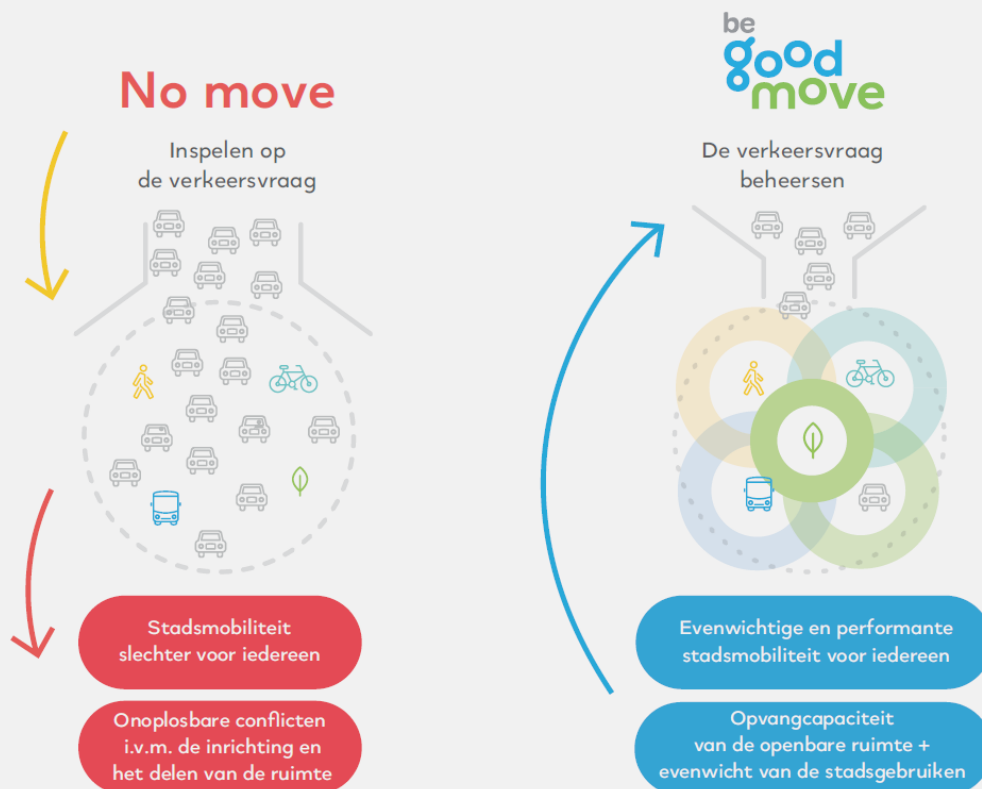 No move
Inspelen op
de verkeersvraag
Stadsmobiliteit
slechter voor iedereen
Onoplosbare conflicten
i.v.m. de inrichting en
het delen van de ruimte
be
good
move
De verkeersvraag
beheersen
Evenwichtige en performante
stadsmobiliteit voor iedereen
Opvangcapaciteit
van de openbare ruimte +
evenwicht van de stadsgebruiken